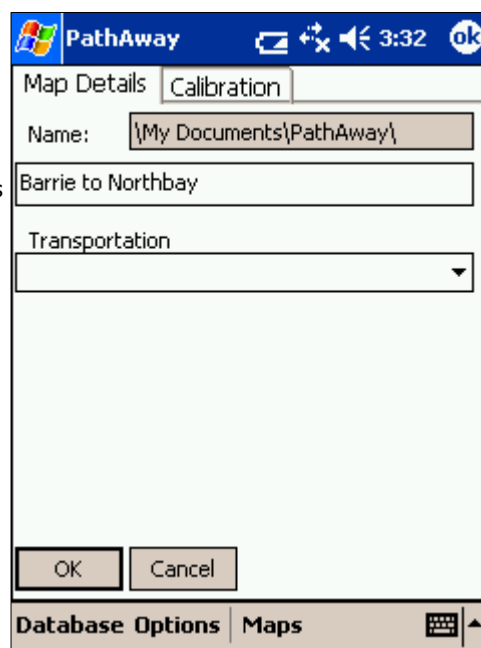 PathAway 3:32 ok
Map Details Calibration
Name: \My Documents\PathAway\
s
Barrie to Northbay
Transportation
OK Cancel
Database Options Maps